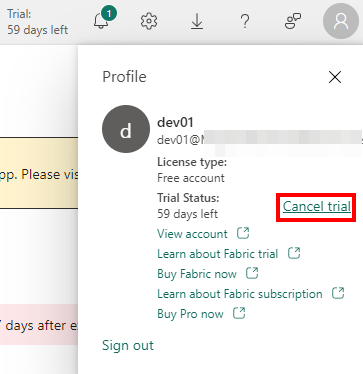 Trial:
59 days left
1
Profile
d
dev01
dev01@
License type:
Free account
pp. Please vis
Trial Status:
59 days left
Cancel trial
View account
Learn about Fabric trial
Buy Fabric now
Learn about Fabric subscription
days after e
Buy Pro now
Sign out